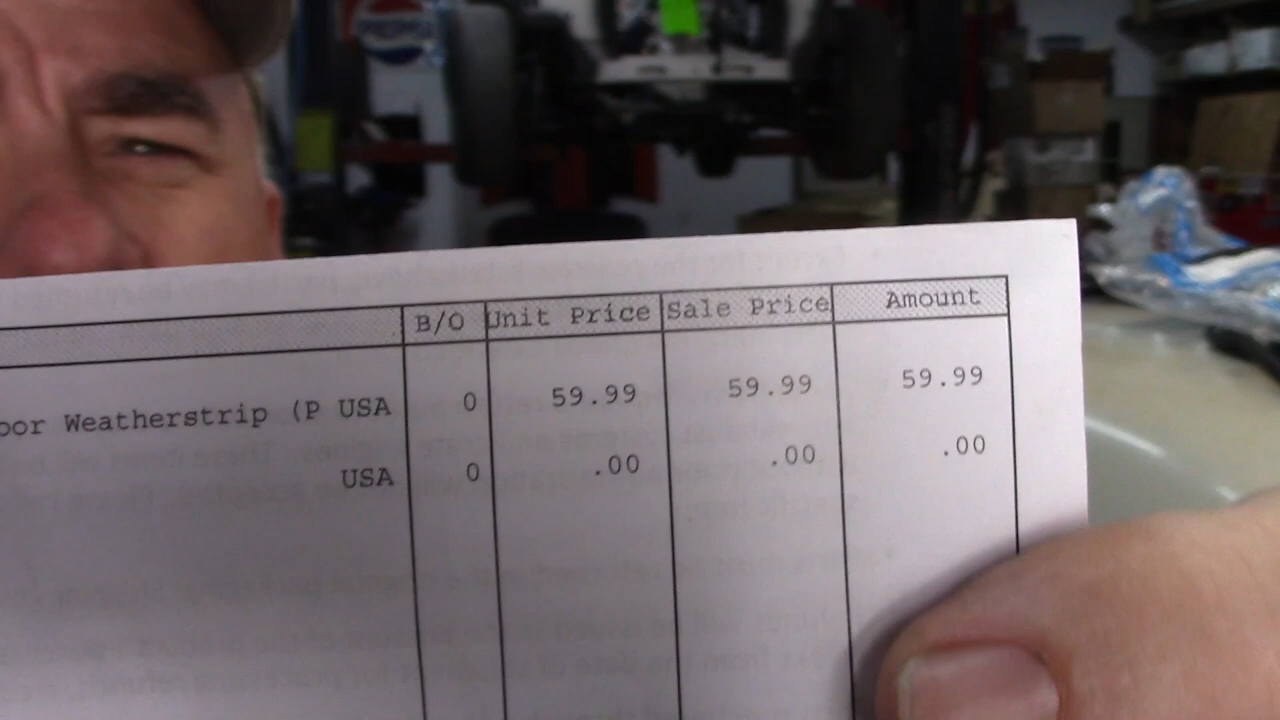 PEPSI
B/O Unit Price Sale Price Amount
oor Weatherstrip (P USA 0 59.99 59.99 59.99
USA 0 .00 .00 .00